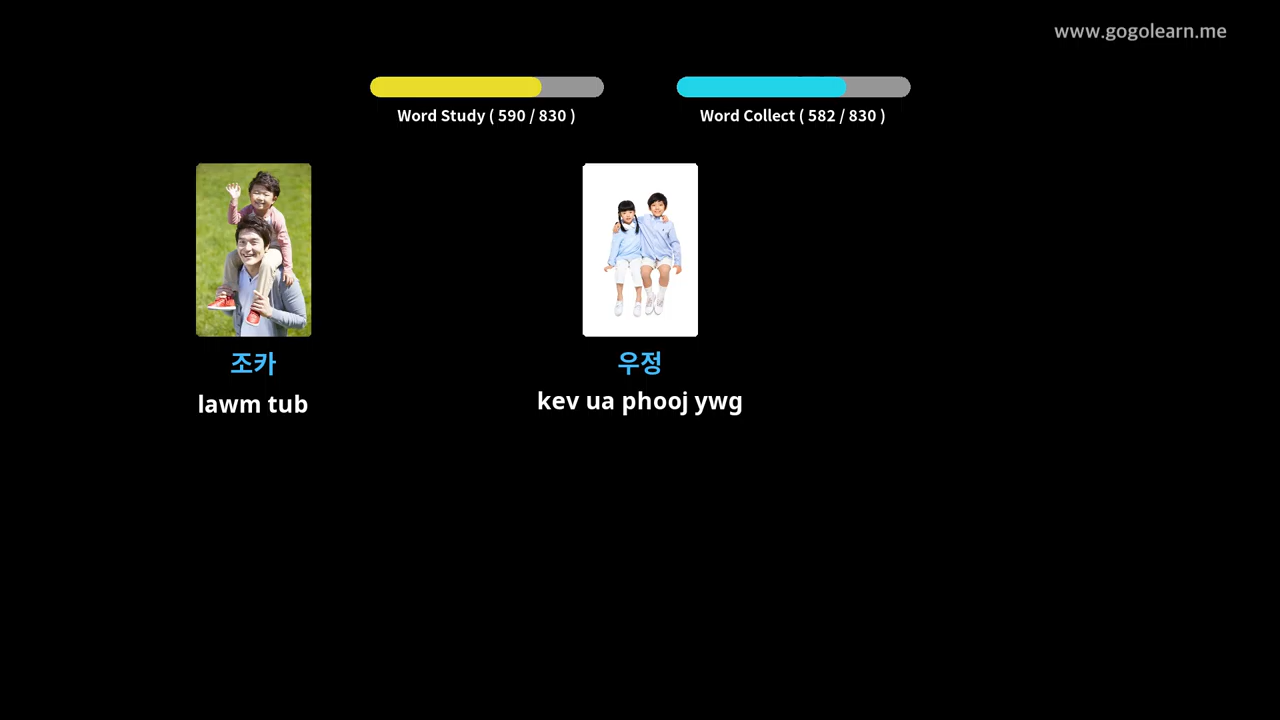 www.gogolearn.me
Word Study ( 590 / 830 )
Word Collect ( 582 / 830 )
조카
lawm tub
우정
kev ua phooj ywg